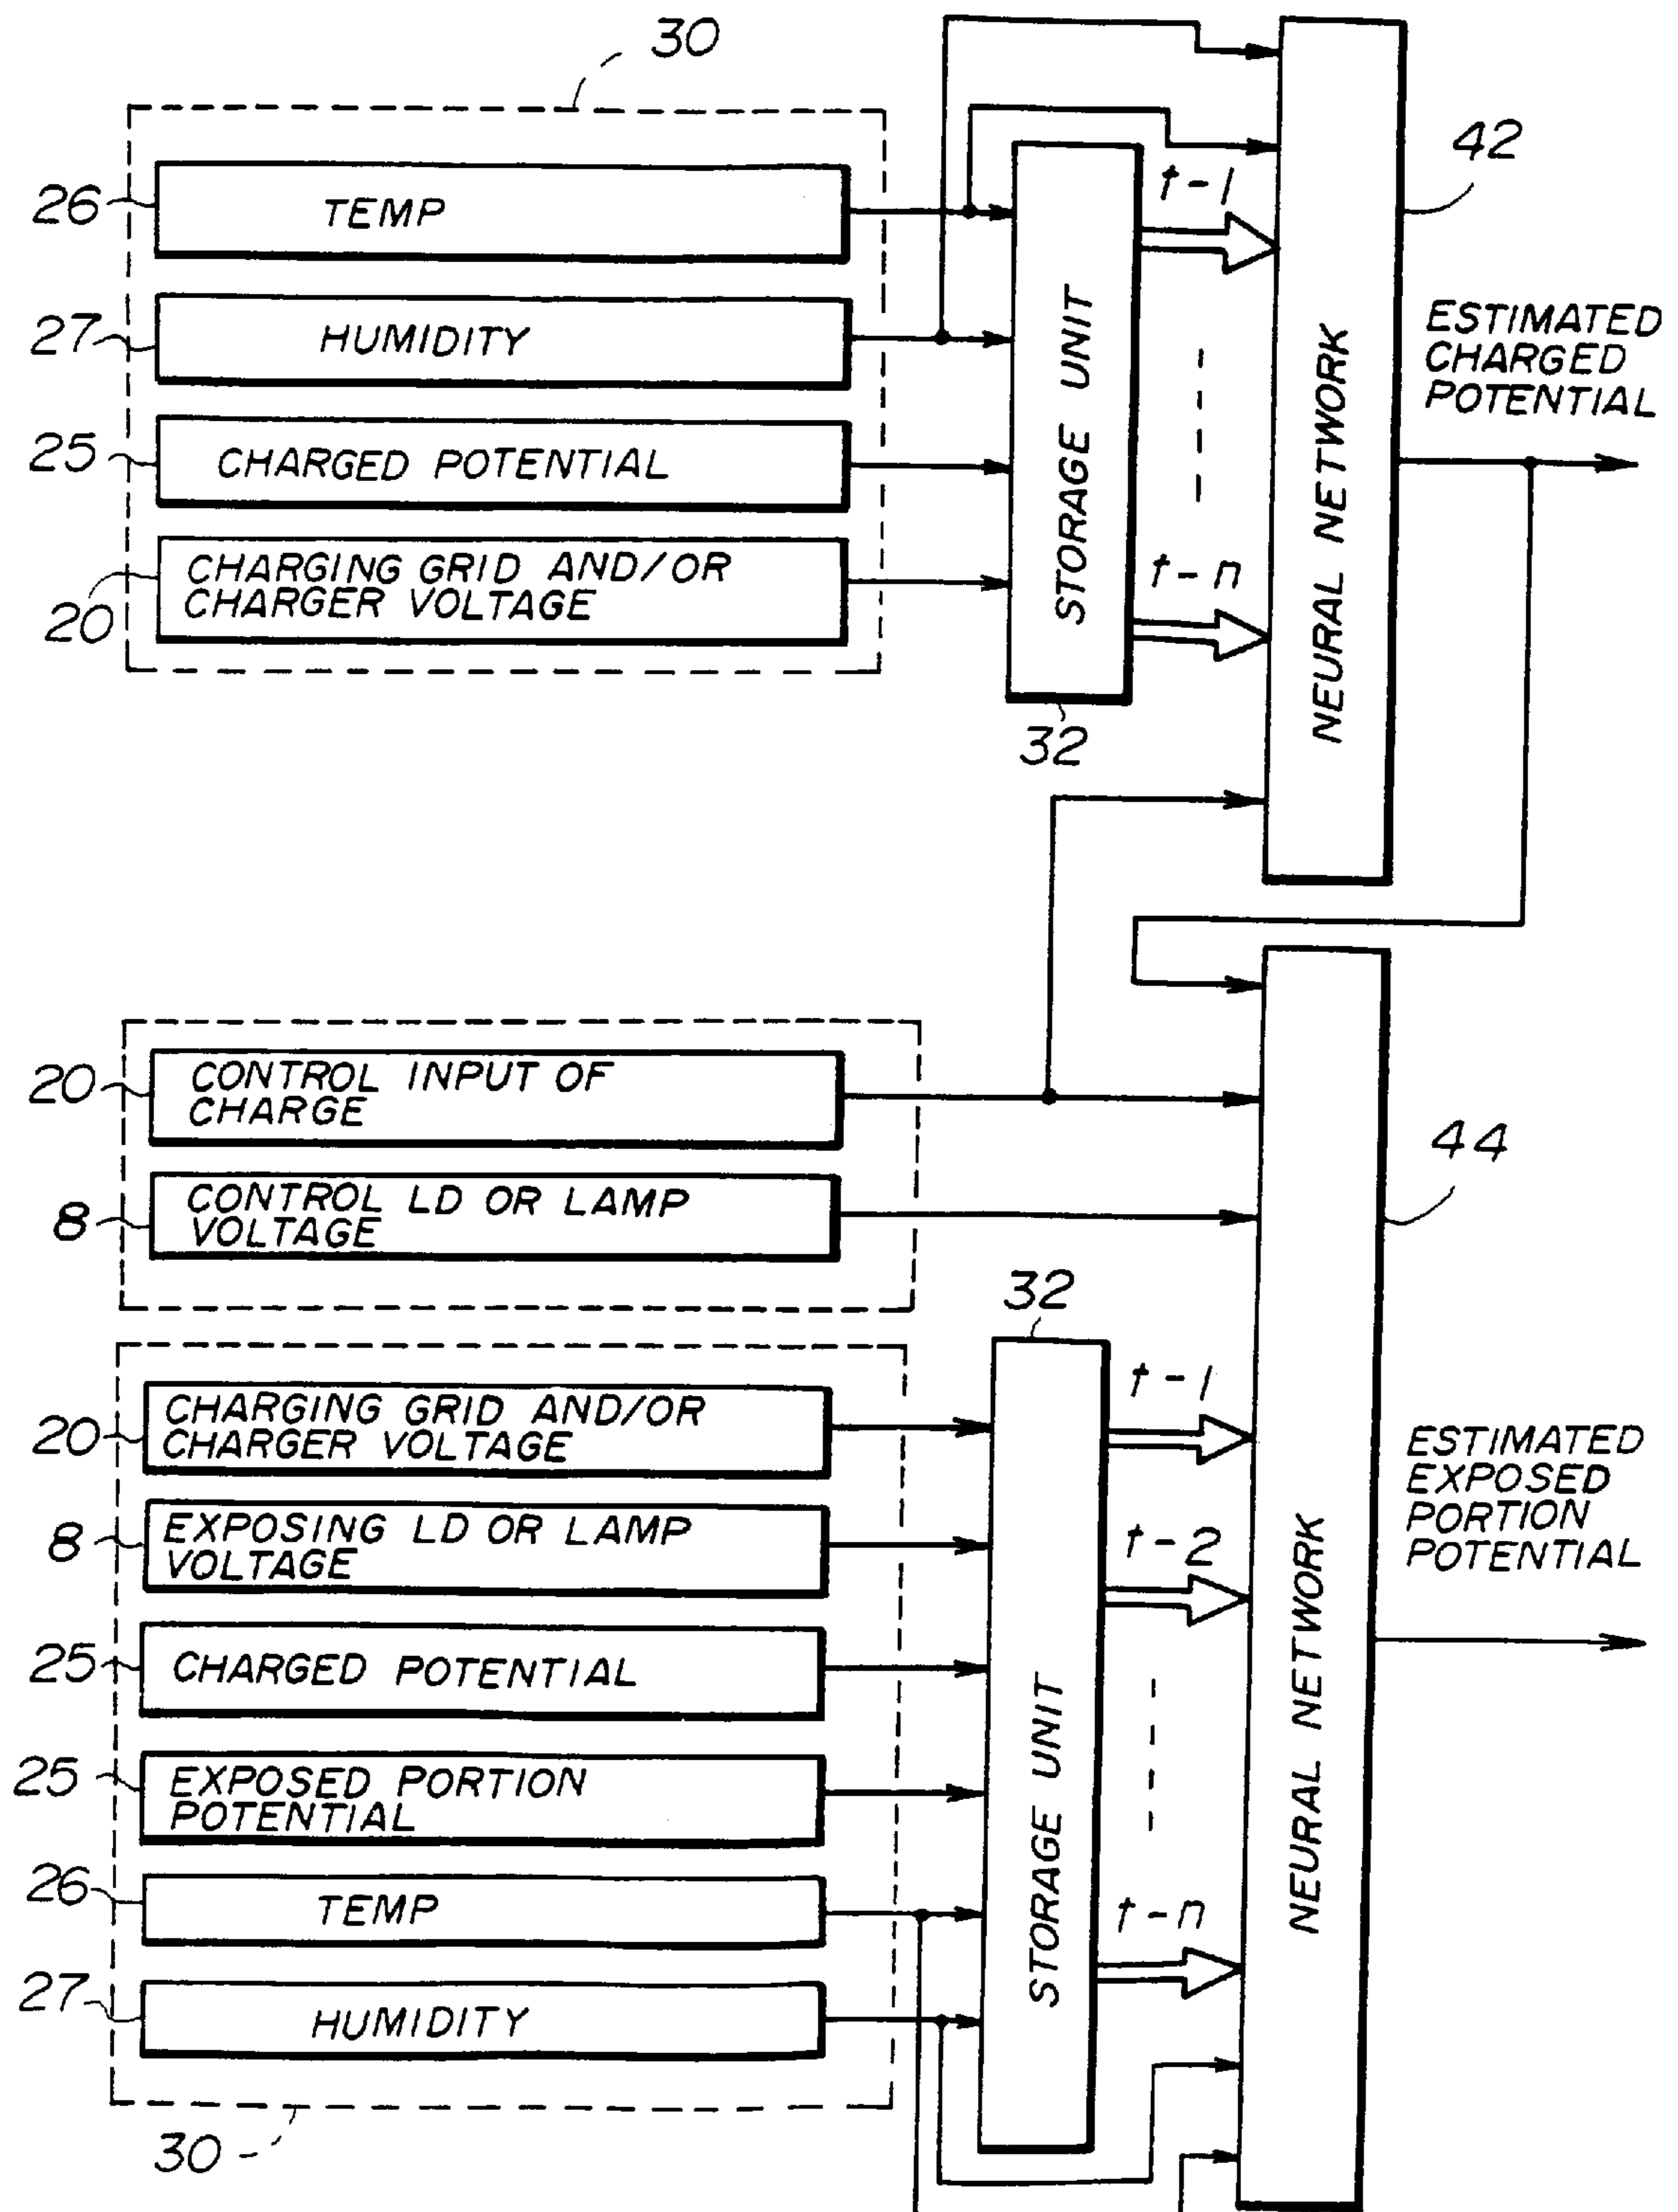 30
26
TEMP
27
HUMIDITY
25
CHARGED POTENTIAL
20
CHARGING GRID AND/OR
CHARGER VOLTAGE
STORAGE UNIT
32
t-1
t-n
NEURAL NETWORK
42
ESTIMATED
CHARGED
POTENTIAL
20
CONTROL INPUT OF
CHARGE
8
CONTROL LD OR LAMP
VOLTAGE
44
32
20
CHARGING GRID AND/OR
CHARGER VOLTAGE
8
EXPOSING LD OR LAMP
VOLTAGE
25
CHARGED POTENTIAL
25
EXPOSED PORTION
POTENTIAL
26
TEMP
27
HUMIDITY
30
STORAGE UNIT
t-1
t-2
t-n
NEURAL NETWORK
ESTIMATED
EXPOSED
PORTION
POTENTIAL